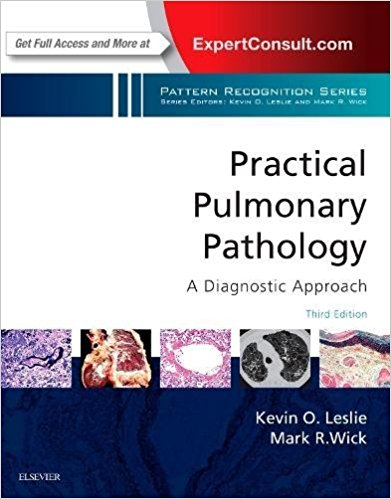 Get Full Access and More at
ExpertConsult.com
PATTERN RECOGNITION SERIES
SERIES EDITORS: KEVIN O. LESLIE AND MARK R. WICK
Practical
Pulmonary
Pathology
A Diagnostic Approach
Third Edition
Kevin O. Leslie
Mark R.Wick
ELSEVIER